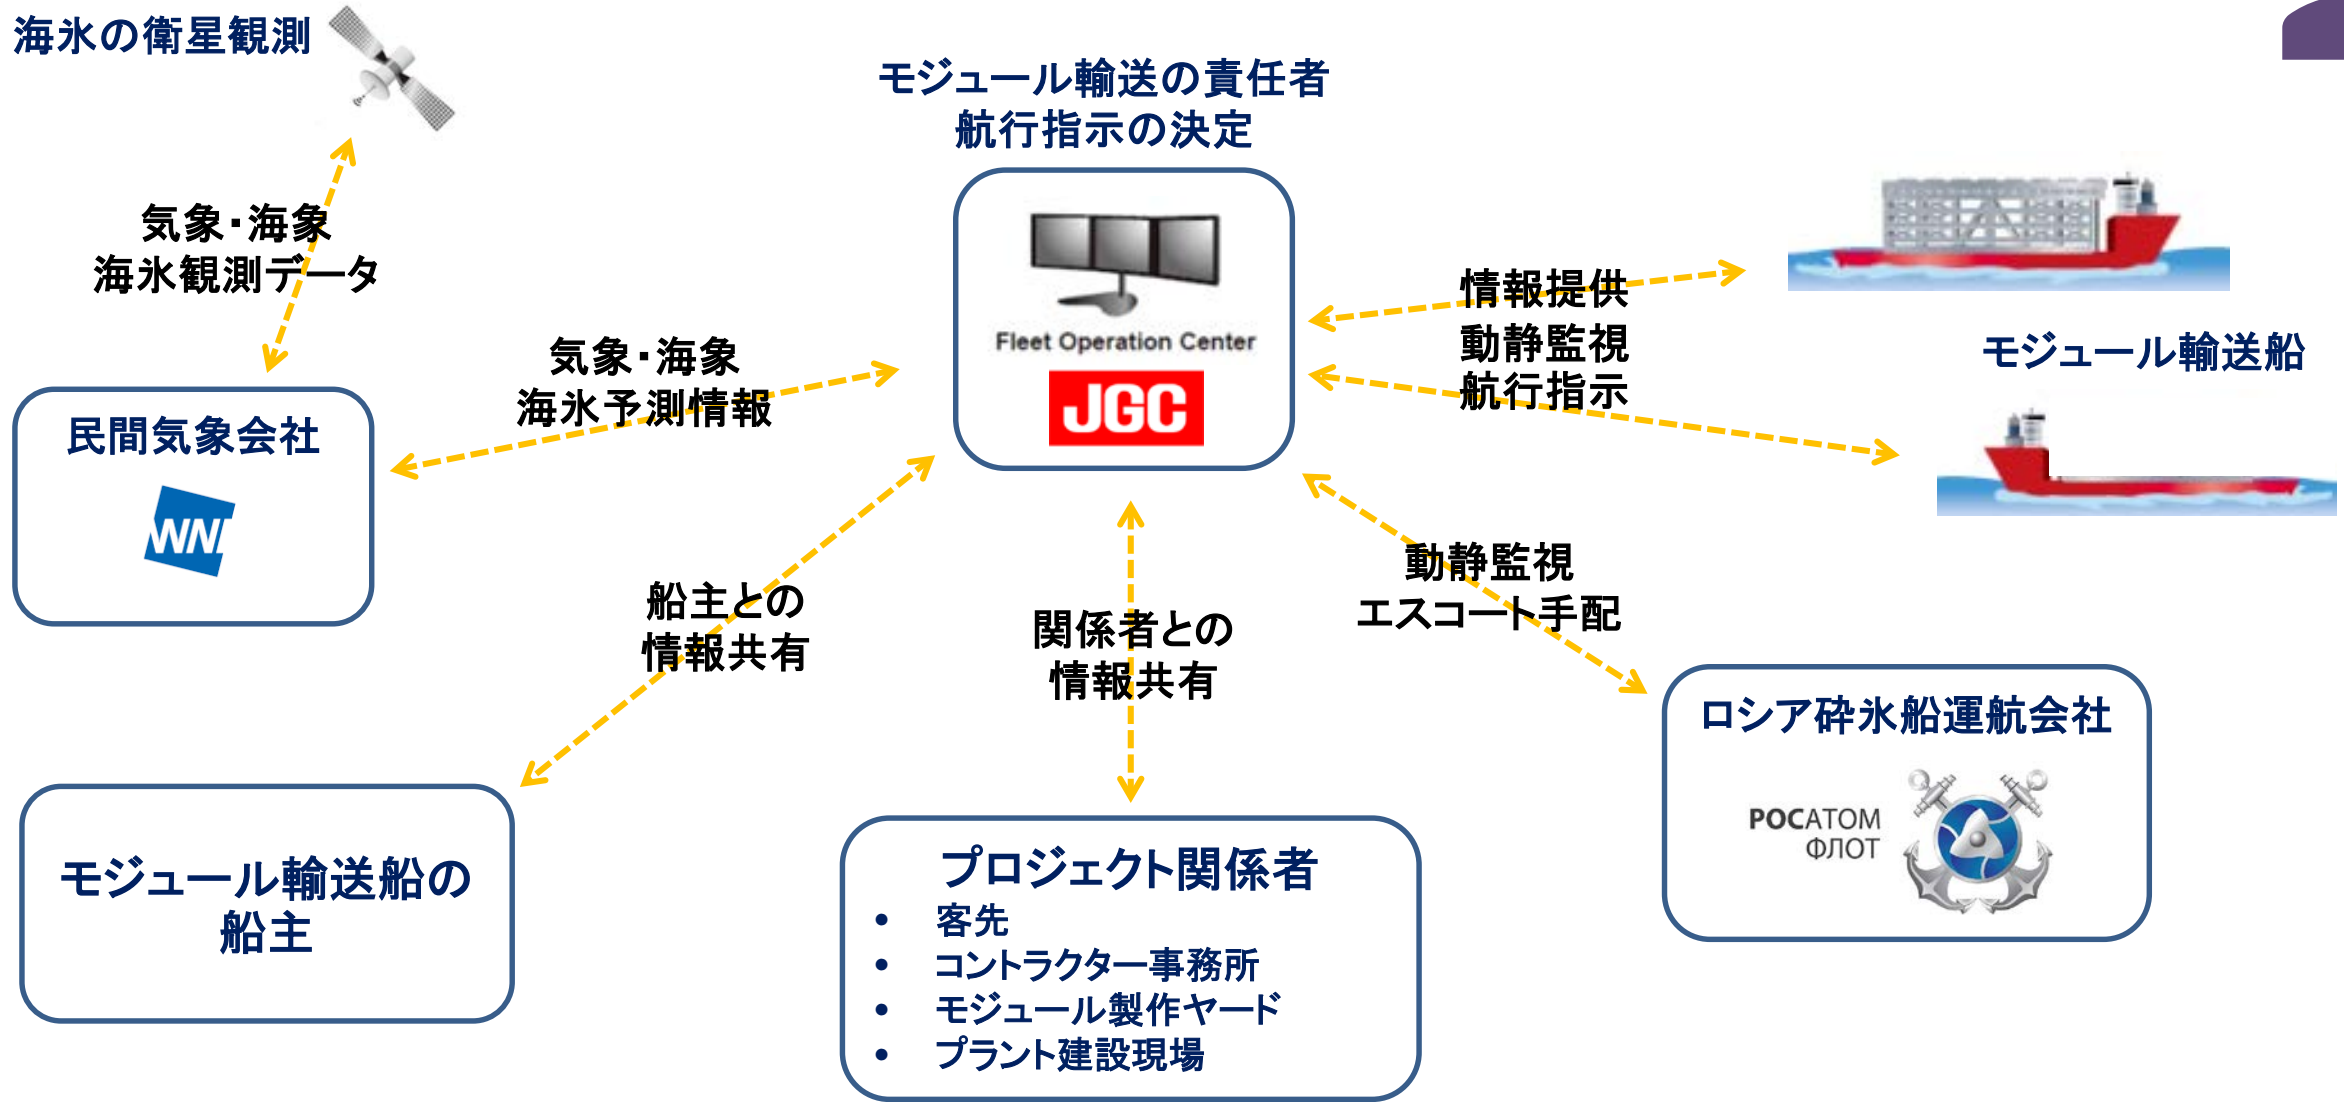 海氷の衛星観測
モジュール輸送の責任者
航行指示の決定
気象・海象
海氷観測データ
Fleet Operation Center
JGC
情報提供
動静監視
航行指示
モジュール輸送船
気象・海象
海氷予測情報
民間気象会社
WNI
船主との
情報共有
関係者との
情報共有
動静監視
エスコート手配
ロシア砕氷船運航会社
РОСАТОМ
ФЛОТ
モジュール輸送船の
船主
プロジェクト関係者
• 客先
• コントラクター事務所
• モジュール製作ヤード
• プラント建設現場